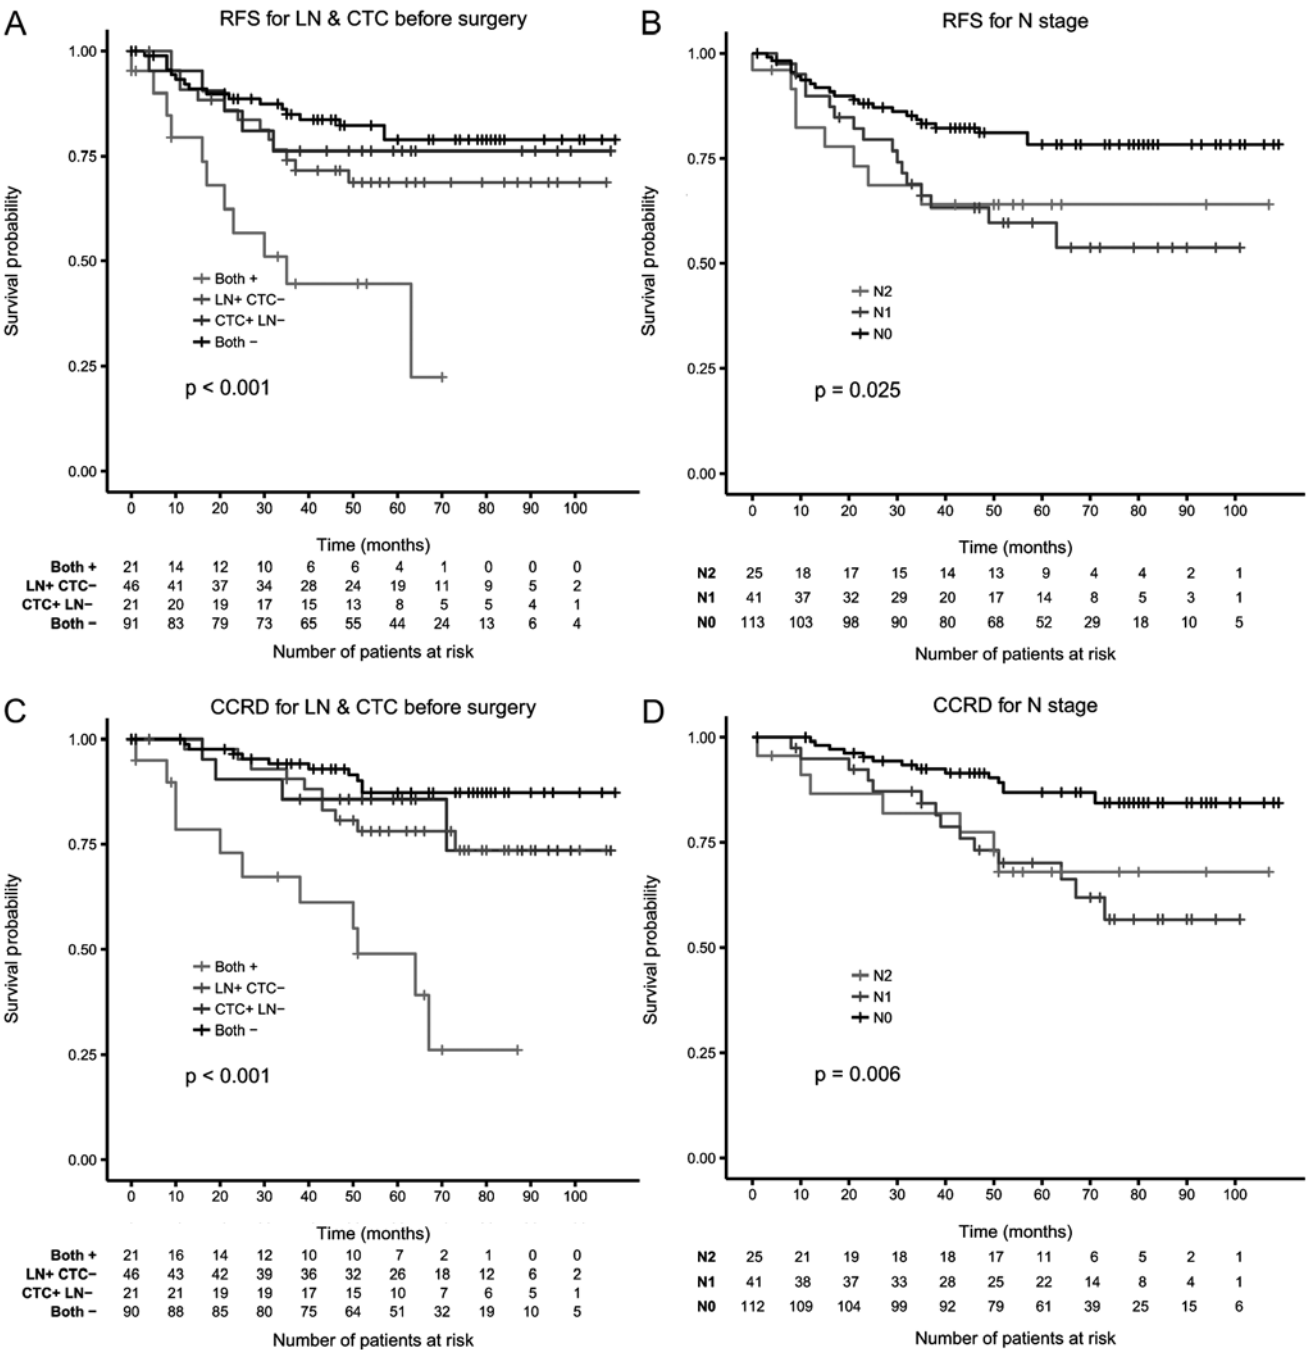 A
RFS for LN & CTC before surgery
1.00
0.75
0.50
0.25
0.00
Survival probability
Both +
LN+ CTC−
CTC+ LN−
Both −
p < 0.001
0 10 20 30 40 50 60 70 80 90 100
Time (months)
Both + 21 14 12 10 6 6 4 1 0 0 0
LN+ CTC− 46 41 37 34 28 24 19 11 9 5 2
CTC+ LN− 21 20 19 17 15 13 8 5 5 4 1
Both − 91 83 79 73 65 55 44 24 13 6 4
Number of patients at risk
B
RFS for N stage
1.00
0.75
0.50
0.25
0.00
Survival probability
N2
N1
N0
p = 0.025
0 10 20 30 40 50 60 70 80 90 100
Time (months)
N2 25 18 17 15 14 13 9 4 4 2 1
N1 41 37 32 29 20 17 14 8 5 3 1
N0 113 103 98 90 80 68 52 29 18 10 5
Number of patients at risk
C
CCRD for LN & CTC before surgery
1.00
0.75
0.50
0.25
0.00
Survival probability
Both +
LN+ CTC−
CTC+ LN−
Both −
p < 0.001
0 10 20 30 40 50 60 70 80 90 100
Time (months)
Both + 21 16 14 12 10 10 7 2 1 0 0
LN+ CTC− 46 43 42 39 36 32 26 18 12 6 2
CTC+ LN− 21 21 19 19 17 15 10 7 6 5 1
Both − 90 88 85 80 75 64 51 32 19 10 5
Number of patients at risk
D
CCRD for N stage
1.00
0.75
0.50
0.25
0.00
Survival probability
N2
N1
N0
p = 0.006
0 10 20 30 40 50 60 70 80 90 100
Time (months)
N2 25 21 19 18 18 17 11 6 5 2 1
N1 41 38 37 33 28 25 22 14 8 4 1
N0 112 109 104 99 92 79 61 39 25 15 6
Number of patients at risk